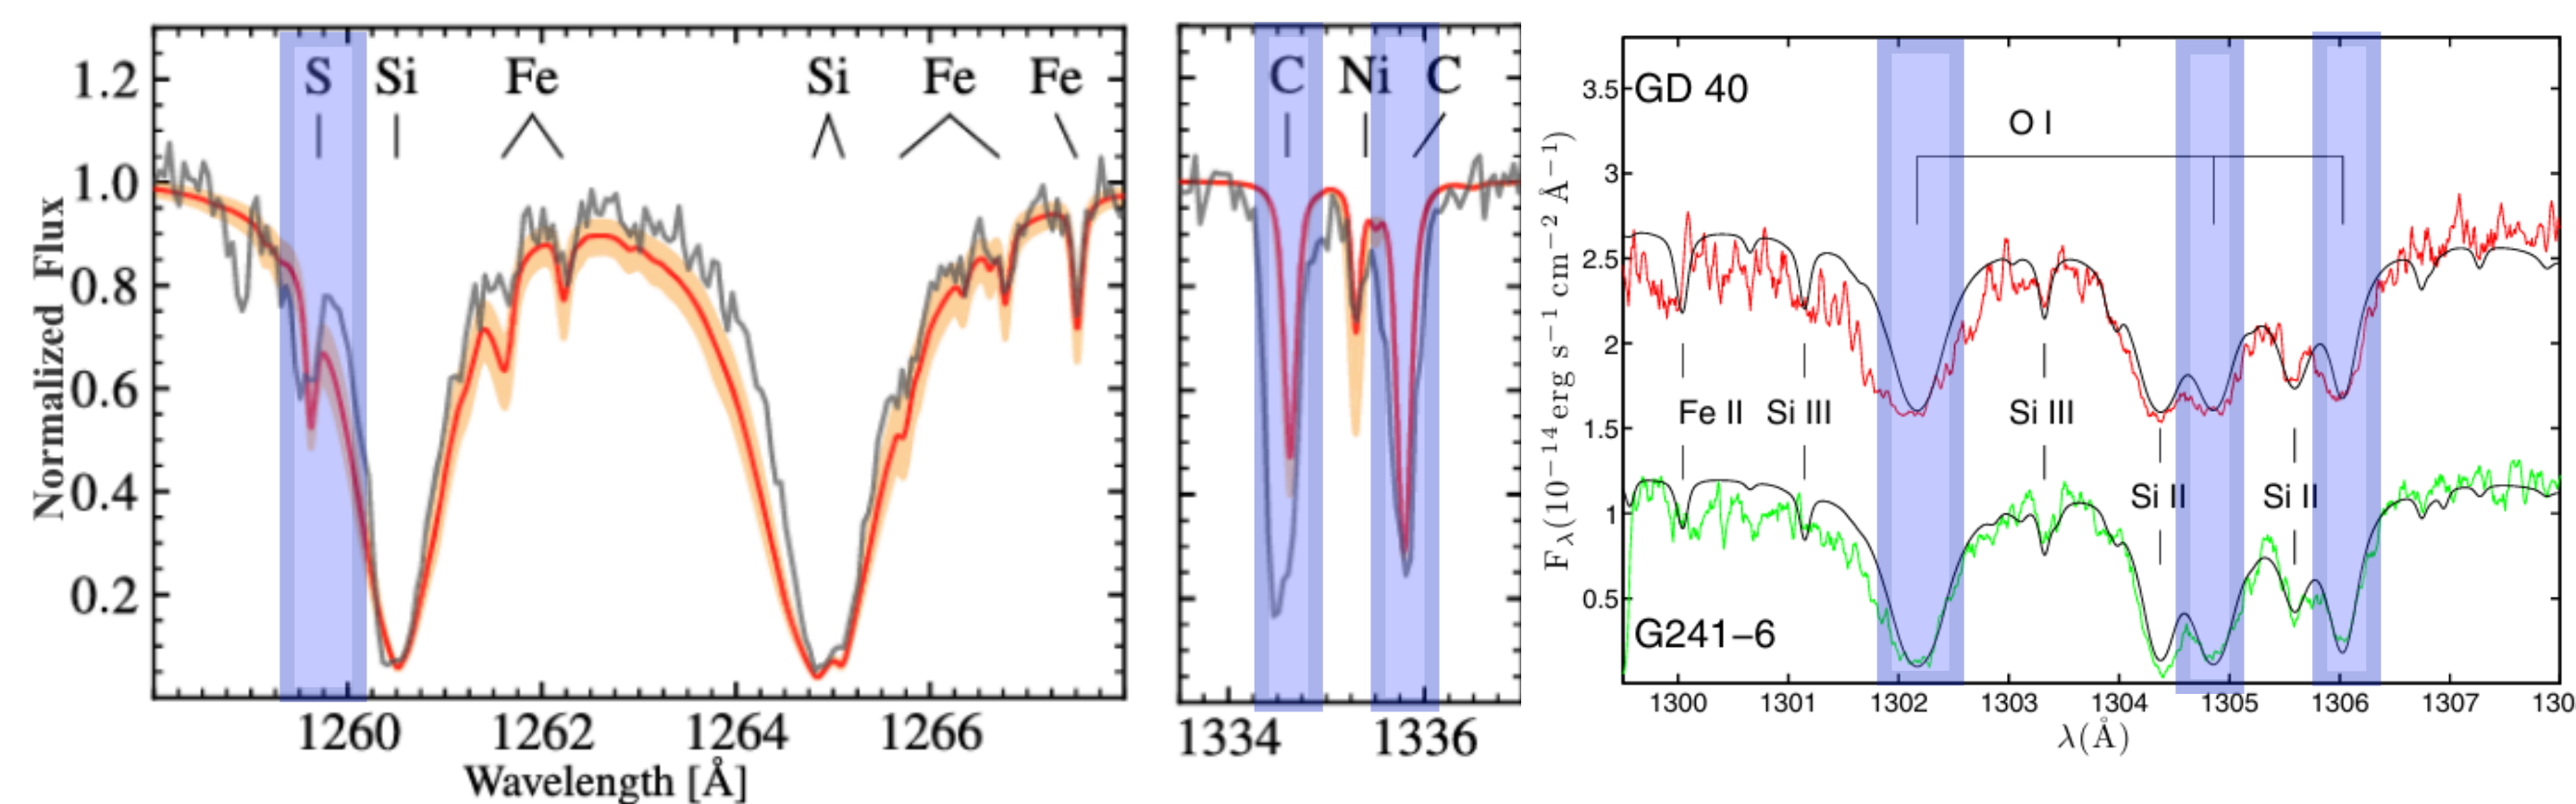 S Si Fe Si Fe Fe
1.2
1.0
0.8
0.6
0.4
0.2
Normalized Flux
1260 1262 1264 1266
Wavelength [Å]
C Ni C
1334 1336
GD 40
O I
3.5
3
2.5
2
1.5
1
0.5
Fλ(10−14erg s−1 cm−2 Å−1)
Fe II Si III Si III
Si II Si II
G241−6
1300 1301 1302 1303 1304 1305 1306 1307 130
λ(Å)